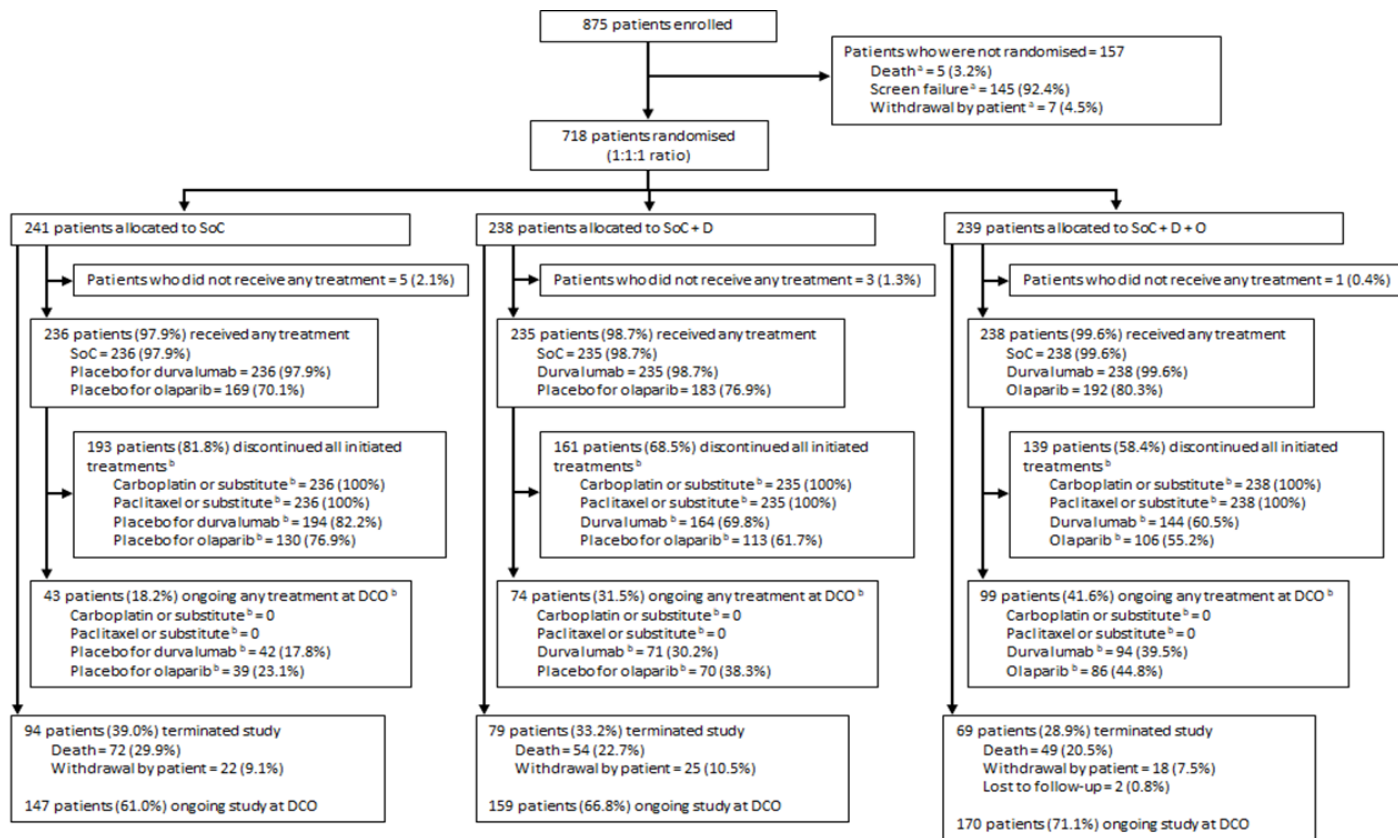 875 patients enrolled
Patients who were not randomised = 157
Death ᵃ = 5 (3.2%)
Screen failure ᵃ = 145 (92.4%)
Withdrawal by patient ᵃ = 7 (4.5%)
718 patients randomised
(1:1:1 ratio)
241 patients allocated to SoC
Patients who did not receive any treatment = 5 (2.1%)
236 patients (97.9%) received any treatment
SoC = 236 (97.9%)
Placebo for durvalumab = 236 (97.9%)
Placebo for olaparib = 169 (70.1%)
193 patients (81.8%) discontinued all initiated
treatments ᵇ
Carboplatin or substitute ᵇ = 236 (100%)
Paclitaxel or substitute ᵇ = 236 (100%)
Placebo for durvalumab ᵇ = 194 (82.2%)
Placebo for olaparib ᵇ = 130 (76.9%)
43 patients (18.2%) ongoing any treatment at DCO ᵇ
Carboplatin or substitute ᵇ = 0
Paclitaxel or substitute ᵇ = 0
Placebo for durvalumab ᵇ = 42 (17.8%)
Placebo for olaparib ᵇ = 39 (23.1%)
94 patients (39.0%) terminated study
Death = 72 (29.9%)
Withdrawal by patient = 22 (9.1%)
147 patients (61.0%) ongoing study at DCO
238 patients allocated to SoC + D
Patients who did not receive any treatment = 3 (1.3%)
235 patients (98.7%) received any treatment
SoC = 235 (98.7%)
Durvalumab = 235 (98.7%)
Placebo for olaparib = 183 (76.9%)
161 patients (68.5%) discontinued all initiated
treatments ᵇ
Carboplatin or substitute ᵇ = 235 (100%)
Paclitaxel or substitute ᵇ = 235 (100%)
Durvalumab ᵇ = 164 (69.8%)
Placebo for olaparib ᵇ = 113 (61.7%)
74 patients (31.5%) ongoing any treatment at DCO ᵇ
Carboplatin or substitute ᵇ = 0
Paclitaxel or substitute ᵇ = 0
Durvalumab ᵇ = 71 (30.2%)
Placebo for olaparib ᵇ = 70 (38.3%)
79 patients (33.2%) terminated study
Death = 54 (22.7%)
Withdrawal by patient = 25 (10.5%)
159 patients (66.8%) ongoing study at DCO
239 patients allocated to SoC + D + O
Patients who did not receive any treatment = 1 (0.4%)
238 patients (99.6%) received any treatment
SoC = 238 (99.6%)
Durvalumab = 238 (99.6%)
Olaparib = 192 (80.3%)
139 patients (58.4%) discontinued all initiated
treatments ᵇ
Carboplatin or substitute ᵇ = 238 (100%)
Paclitaxel or substitute ᵇ = 238 (100%)
Durvalumab ᵇ = 144 (60.5%)
Olaparib ᵇ = 106 (55.2%)
99 patients (41.6%) ongoing any treatment at DCO ᵇ
Carboplatin or substitute ᵇ = 0
Paclitaxel or substitute ᵇ = 0
Durvalumab ᵇ = 94 (39.5%)
Olaparib ᵇ = 86 (44.8%)
69 patients (28.9%) terminated study
Death = 49 (20.5%)
Withdrawal by patient = 18 (7.5%)
Lost to follow-up = 2 (0.8%)
170 patients (71.1%) ongoing study at DCO